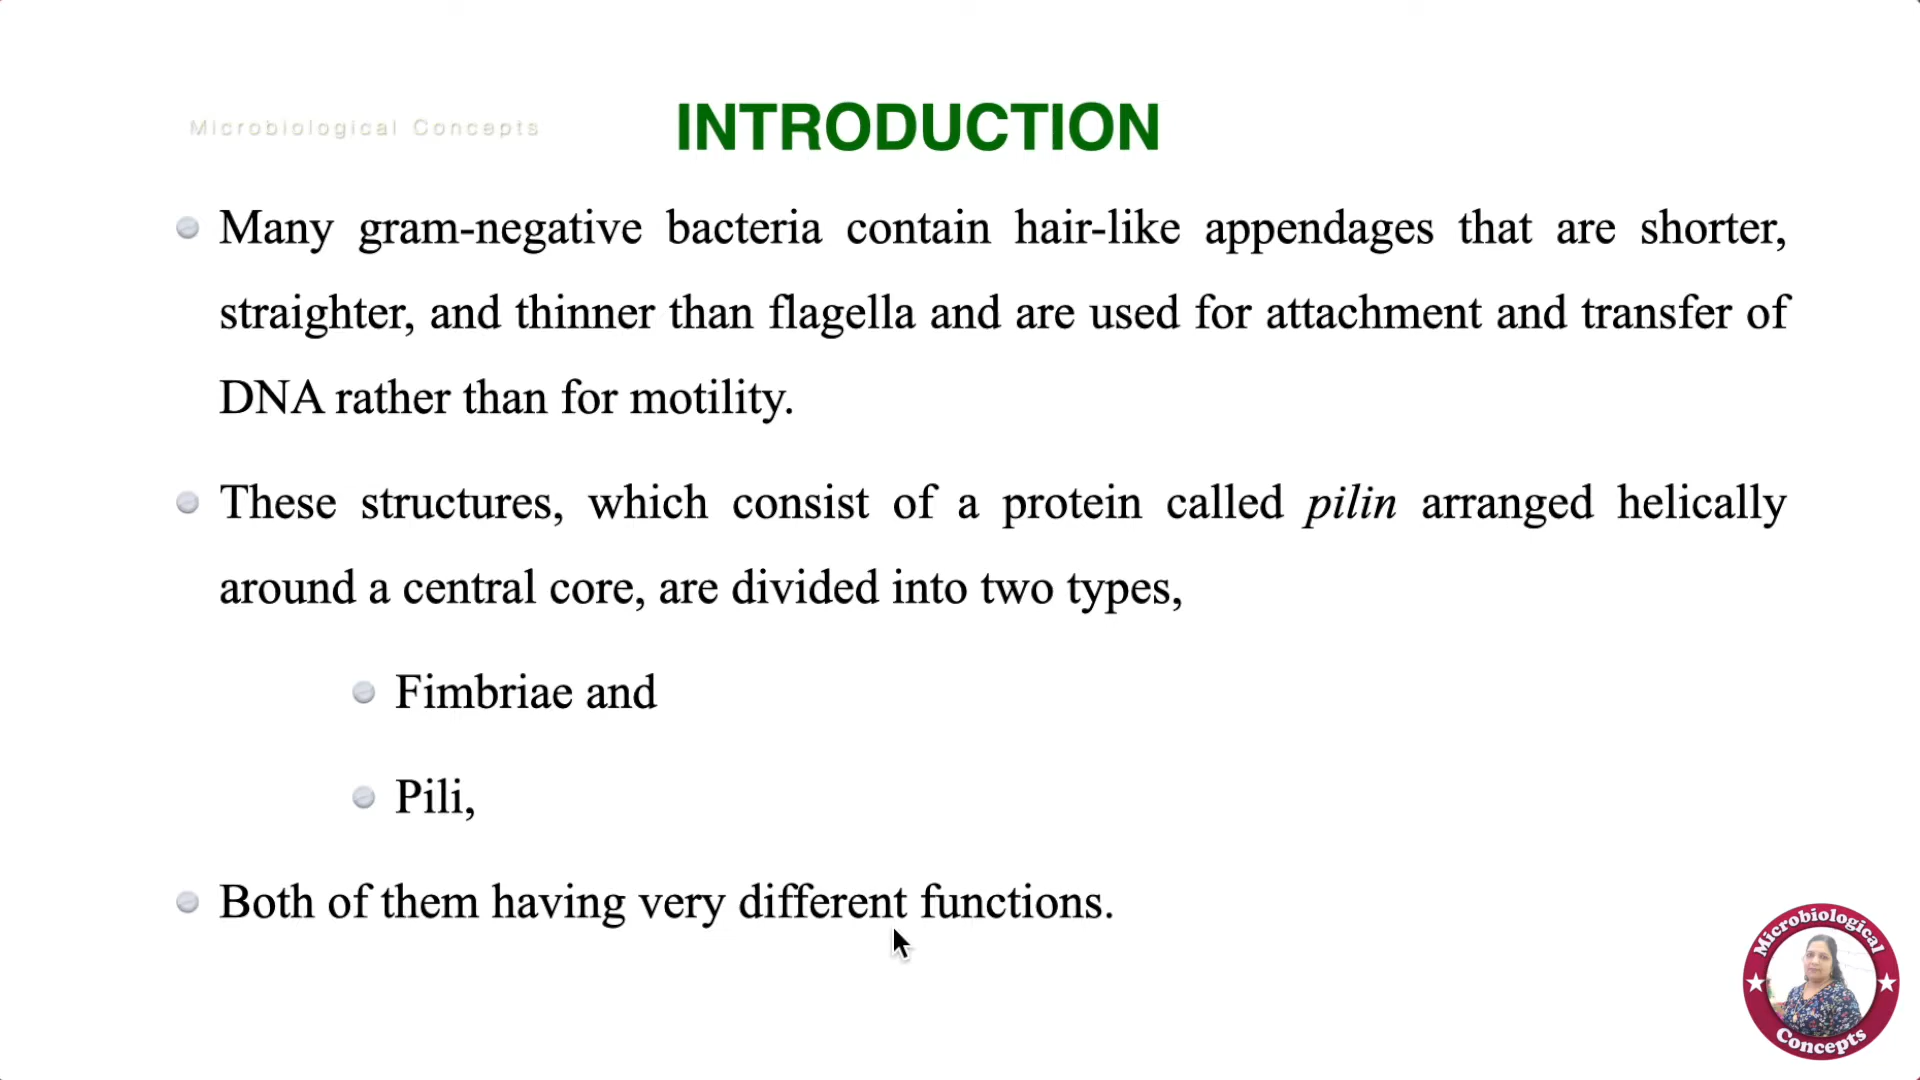 Microbiological Concepts
INTRODUCTION
Many gram-negative bacteria contain hair-like appendages that are shorter,
straighter, and thinner than flagella and are used for attachment and transfer of
DNA rather than for motility.
These structures, which consist of a protein called pilin arranged helically
around a central core, are divided into two types,
Fimbriae and
Pili,
Both of them having very different functions.
Microbiological
Concepts